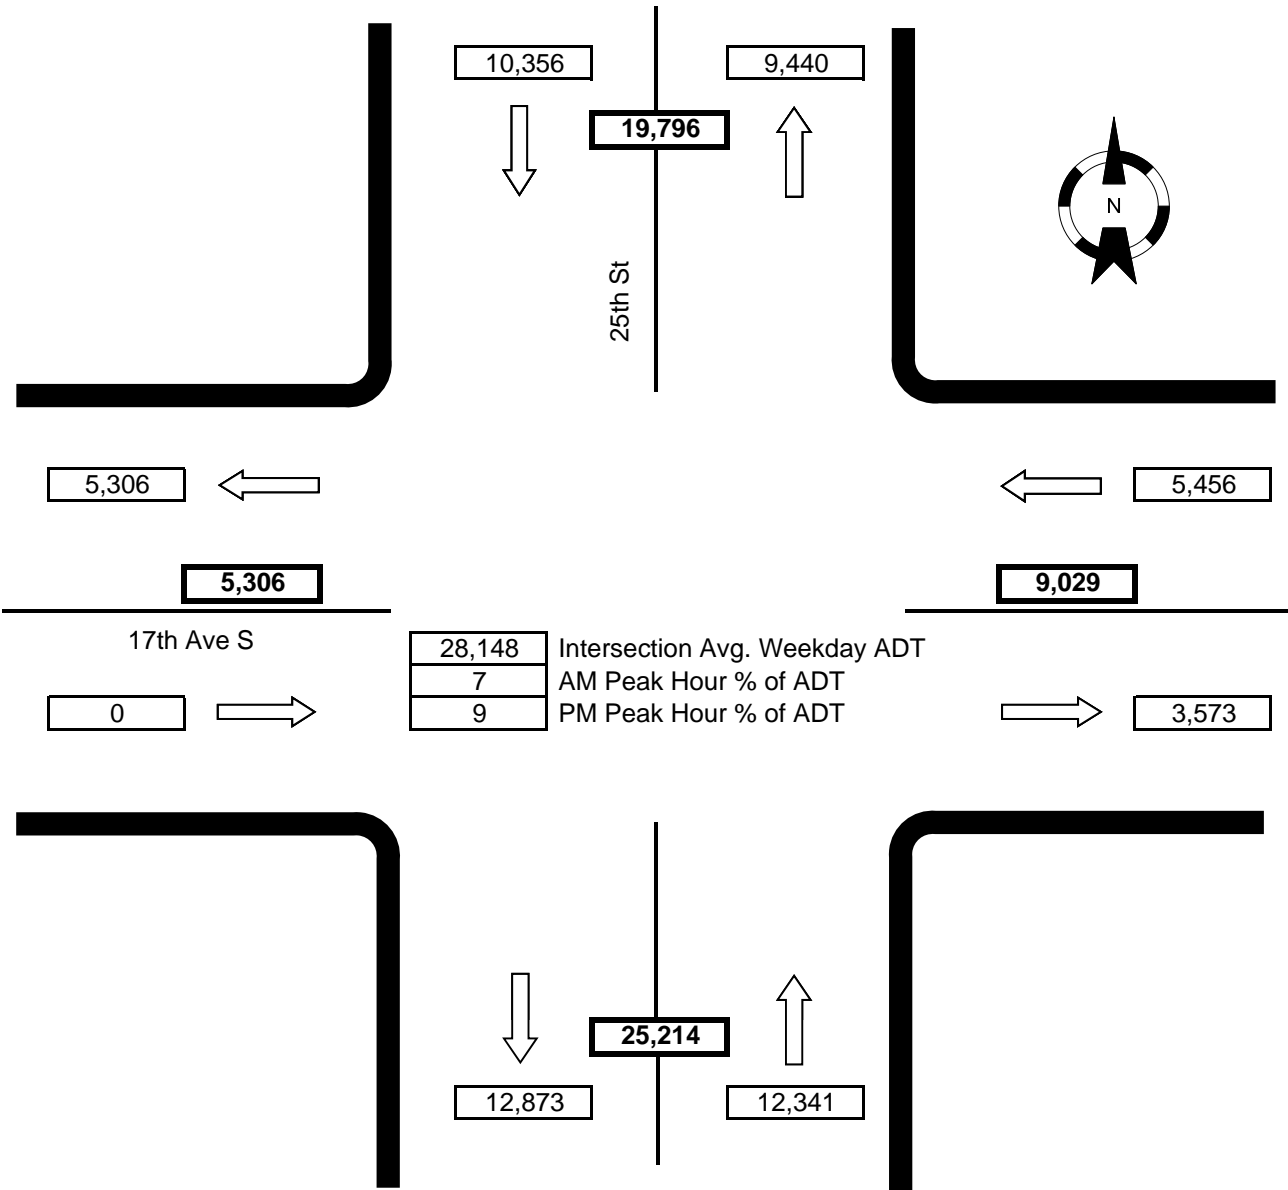 10,356 9,440
19,796
N
25th St
5,306 5,456
5,306 9,029
17th Ave S
28,148 Intersection Avg. Weekday ADT
7 AM Peak Hour % of ADT
0 9 PM Peak Hour % of ADT 3,573
25,214
12,873 12,341